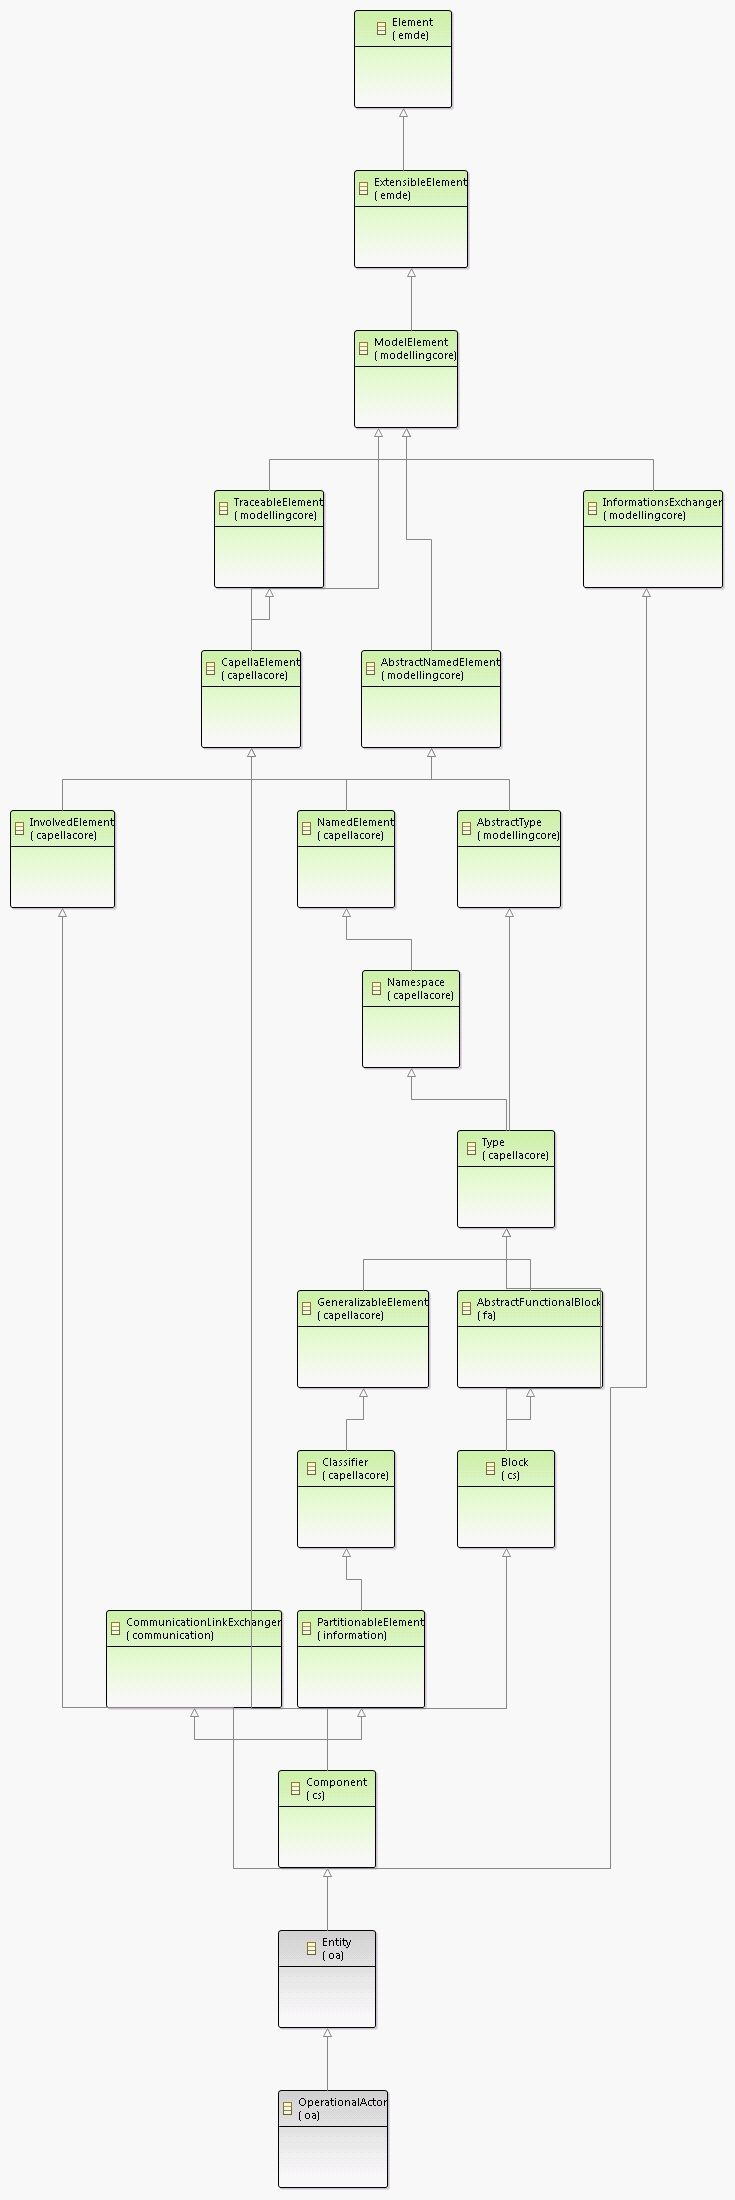 Element
( emde)
ExtensibleElement
( emde)
ModelElement
( modellingcore)
TraceableElement
( modellingcore)
InformationsExchanger
( modellingcore)
CapellaElement
( capellacore)
AbstractNamedElement
( modellingcore)
InvolvedElement
( capellacore)
NamedElement
( capellacore)
AbstractType
( modellingcore)
Namespace
( capellacore)
Type
( capellacore)
GeneralizableElement
( capellacore)
AbstractFunctionalBlock
( fa)
Classifier
( capellacore)
Block
( cs)
CommunicationLinkExchanger
( communication)
PartitionableElement
( information)
Component
( cs)
Entity
( oa)
OperationalActor
( oa)